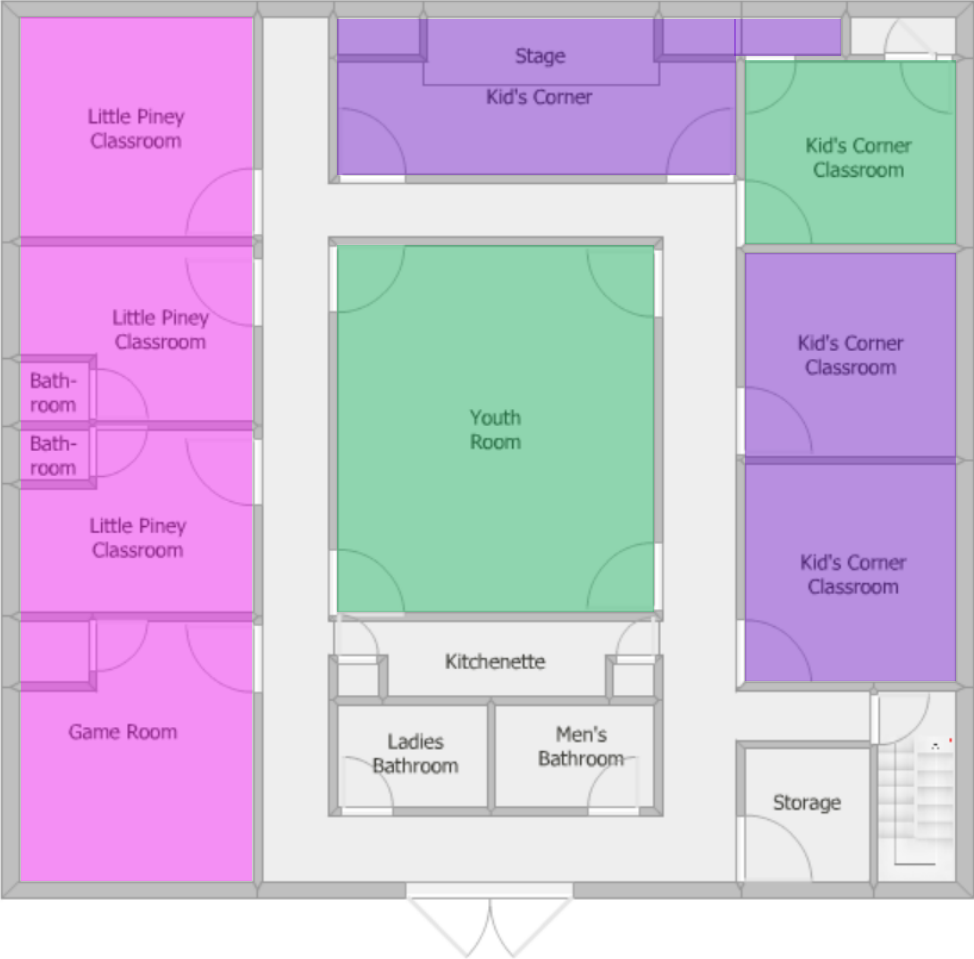 Stage
Kid's Corner
Little Piney
Classroom
Kid's Corner
Classroom
Little Piney
Classroom
Kid's Corner
Classroom
Bath-
room
Youth
Room
Bath-
room
Little Piney
Classroom
Kid's Corner
Classroom
Kitchenette
Game Room
Ladies
Bathroom
Men's
Bathroom
Storage